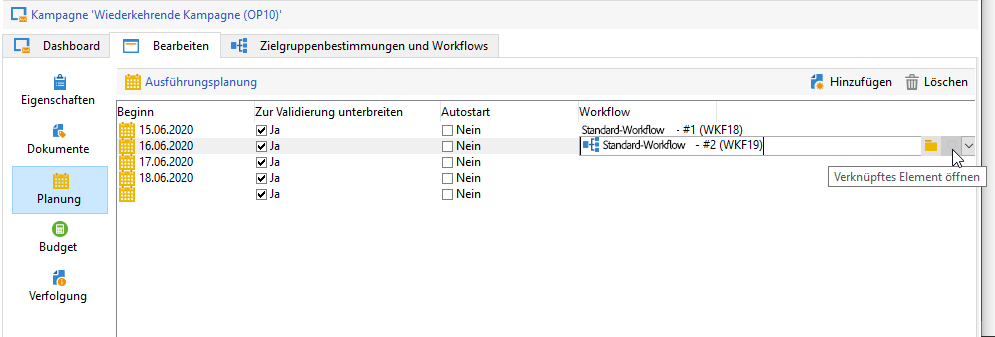 Kampagne 'Wiederkehrende Kampagne (OP10)'
Dashboard Bearbeiten Zielgruppenbestimmungen und Workflows
Eigenschaften
Dokumente
Planung
Budget
Verfolgung
Ausführungsplanung Hinzufügen Löschen
Beginn Zur Validierung unterbreiten Autostart Workflow
15.06.2020 Ja Nein Standard-Workflow - #1 (WKF18)
16.06.2020 Ja Nein Standard-Workflow - #2 (WKF19)
17.06.2020 Ja Nein
18.06.2020 Ja Nein
Ja Nein
Verknüpftes Element öffnen